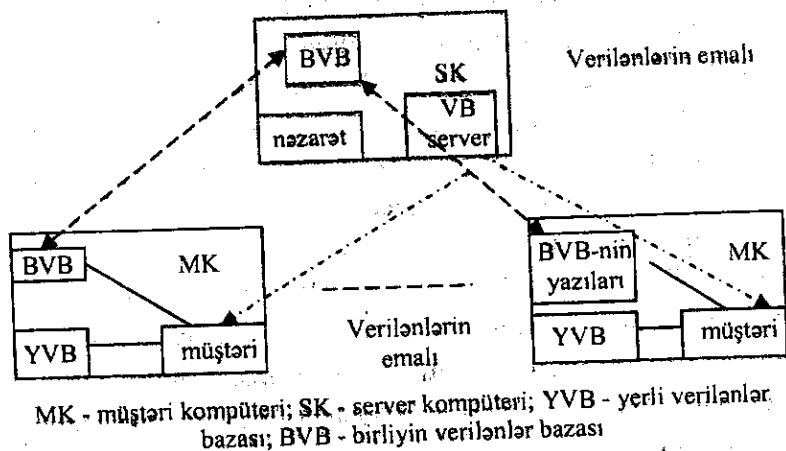 BVB
SK
Verilənlərin emalı
nəzarət
VB
server
BVB
MK
YVB
müştəri
Verilənlərin
emalı
BVB-nin
yazıları
MK
YVB
müştəri
MK - müştəri kompüteri; SK - server kompüteri; YVB - yerli verilənlər
bazası; BVB - birliyin verilənlər bazası